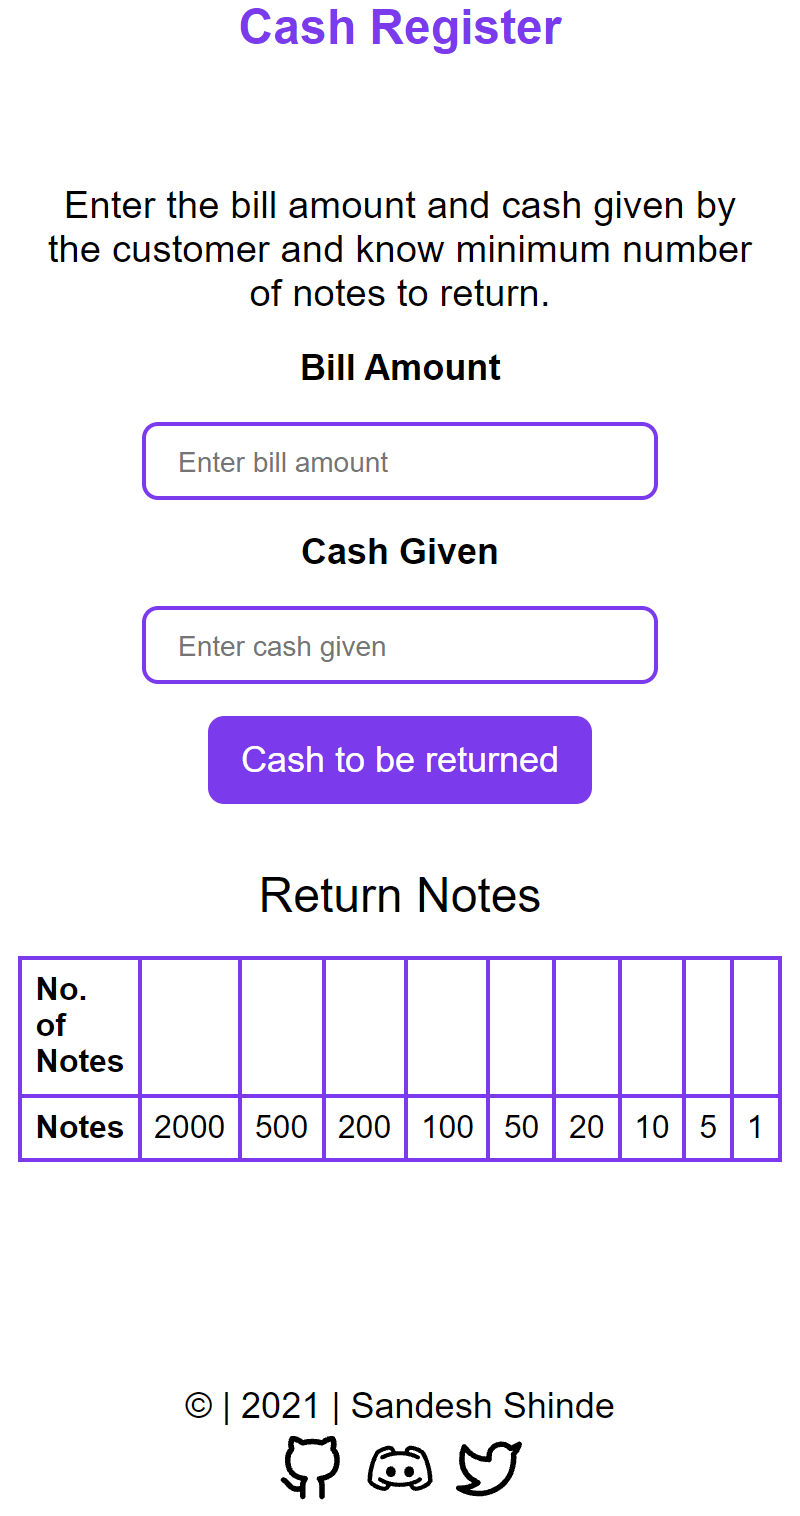 Cash Register
Enter the bill amount and cash given by
the customer and know minimum number
of notes to return.
Bill Amount
Enter bill amount
Cash Given
Enter cash given
Cash to be returned
Return Notes
No.
of
Notes
Notes 2000 500 200 100 50 20 10 5 1
© | 2021 | Sandesh Shinde